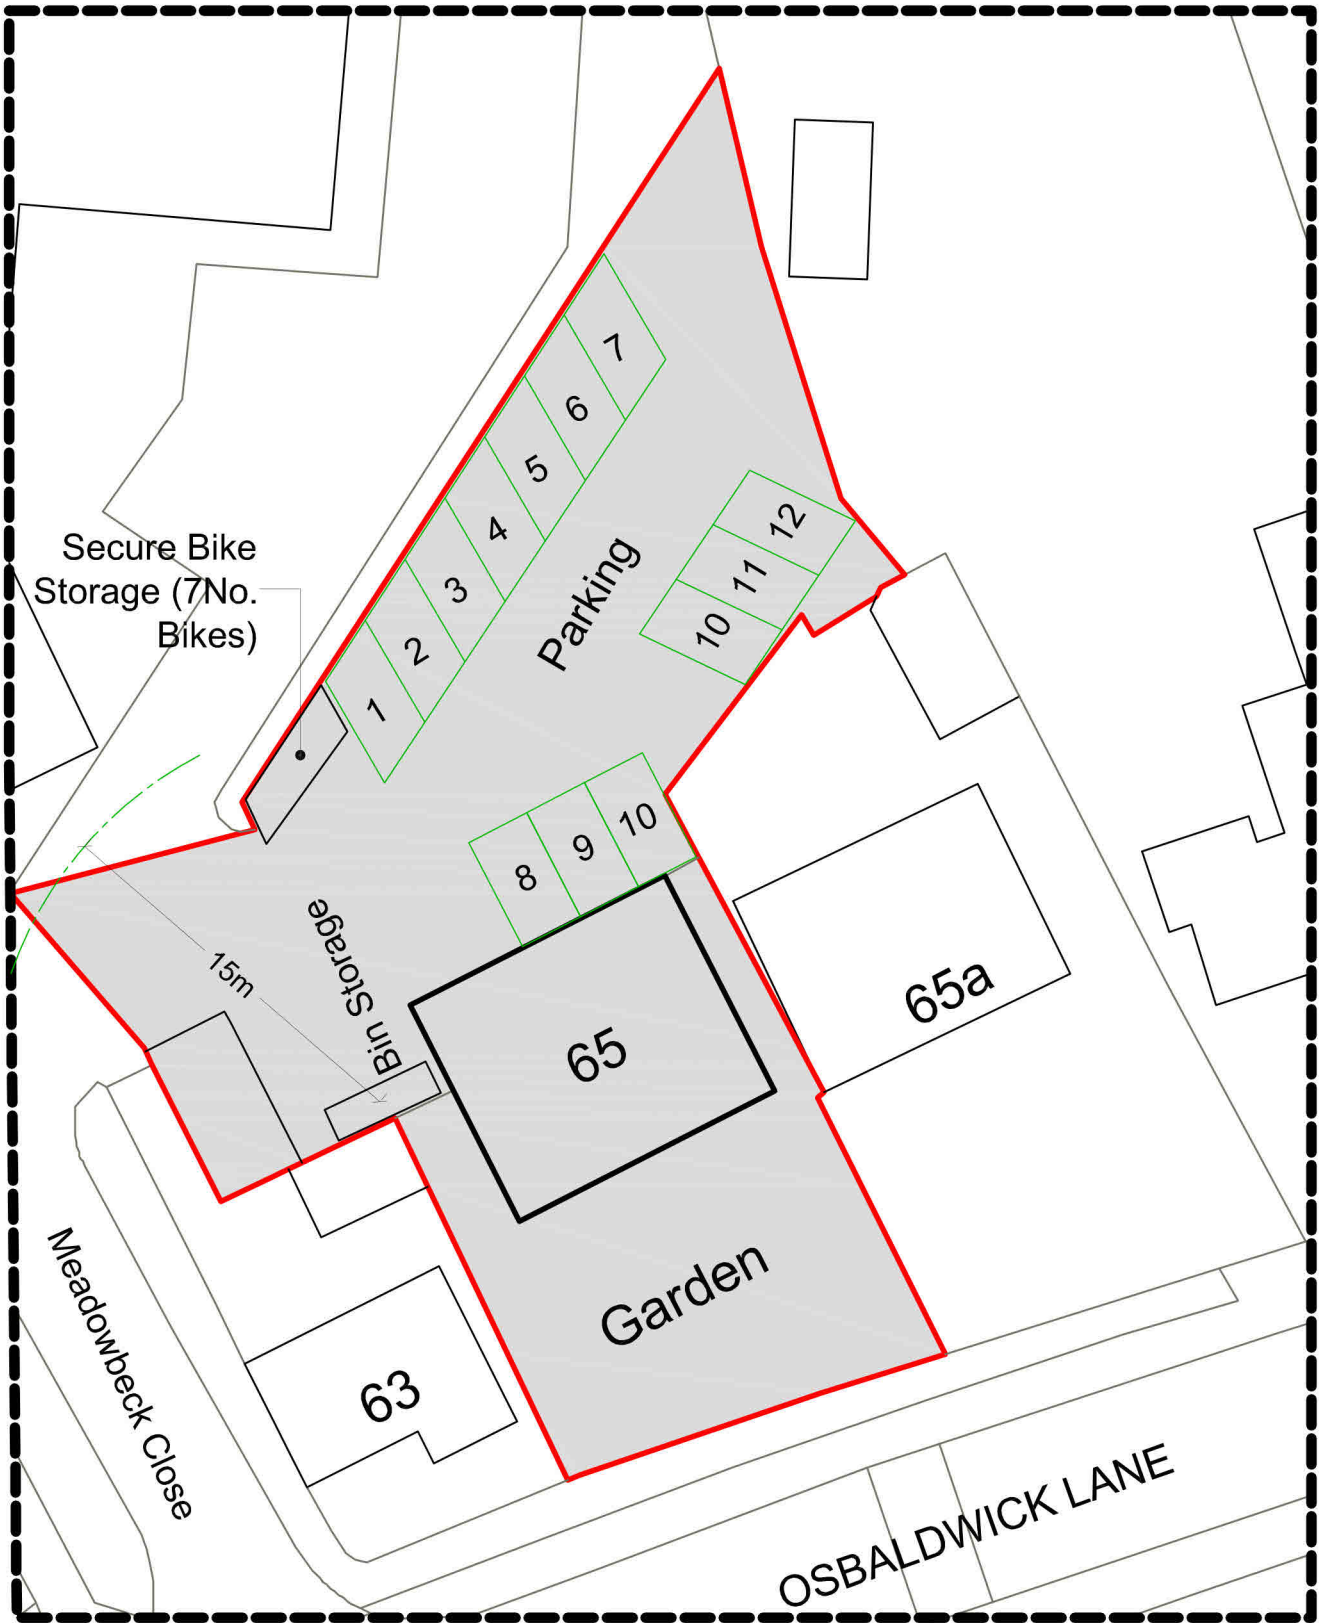 7
6
5
4
3
2
1
12
11
10
Parking
Secure Bike
Storage (7No.
Bikes)
8
9
10
Bin Storage
15m
65
65a
Garden
63
Meadowbeck Close
OSBALDWICK LANE